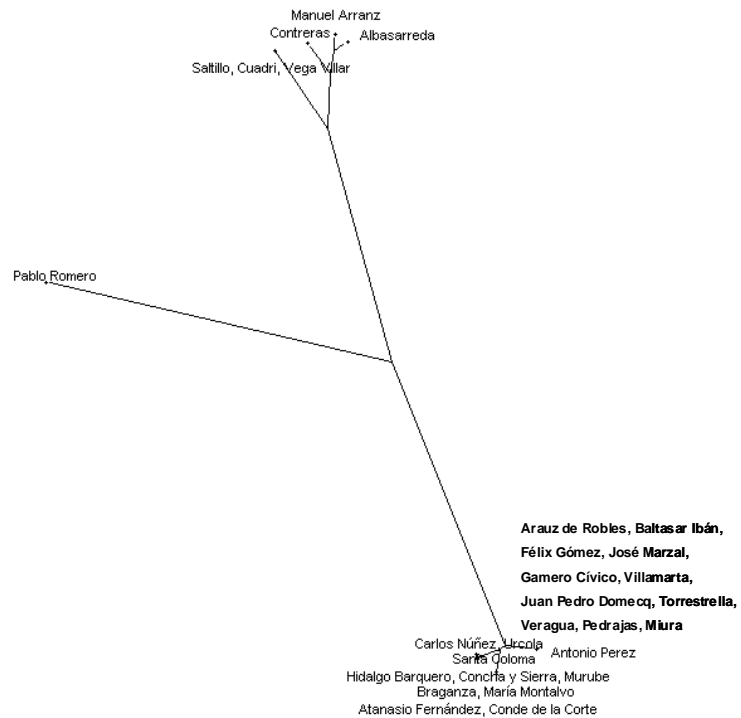 Manuel Arranz
Contreras
Albasarreda
Saltillo, Cuadri, Vega Villar
Pablo Romero
Arauz de Robles, Baltasar Ibán,
Félix Gómez, José Marzal,
Gamero Cívico, Villamarta,
Juan Pedro Domecq, Torrestrella,
Veragua, Pedrajas, Miura
Carlos Núñez, Urcola
Antonio Perez
Santa Coloma
Hidalgo Barquero, Concha y Sierra, Murube
Braganza, María Montalvo
Atanasio Fernández, Conde de la Corte